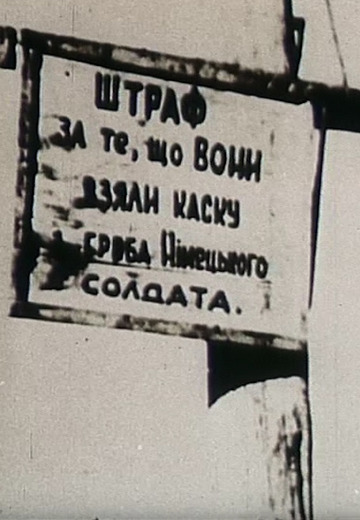 ШТРАФ
ЗА те, що ВОНИ
ВЗЯЛИ КАСКУ
ГРОБА Німецького
СОЛДАТА.